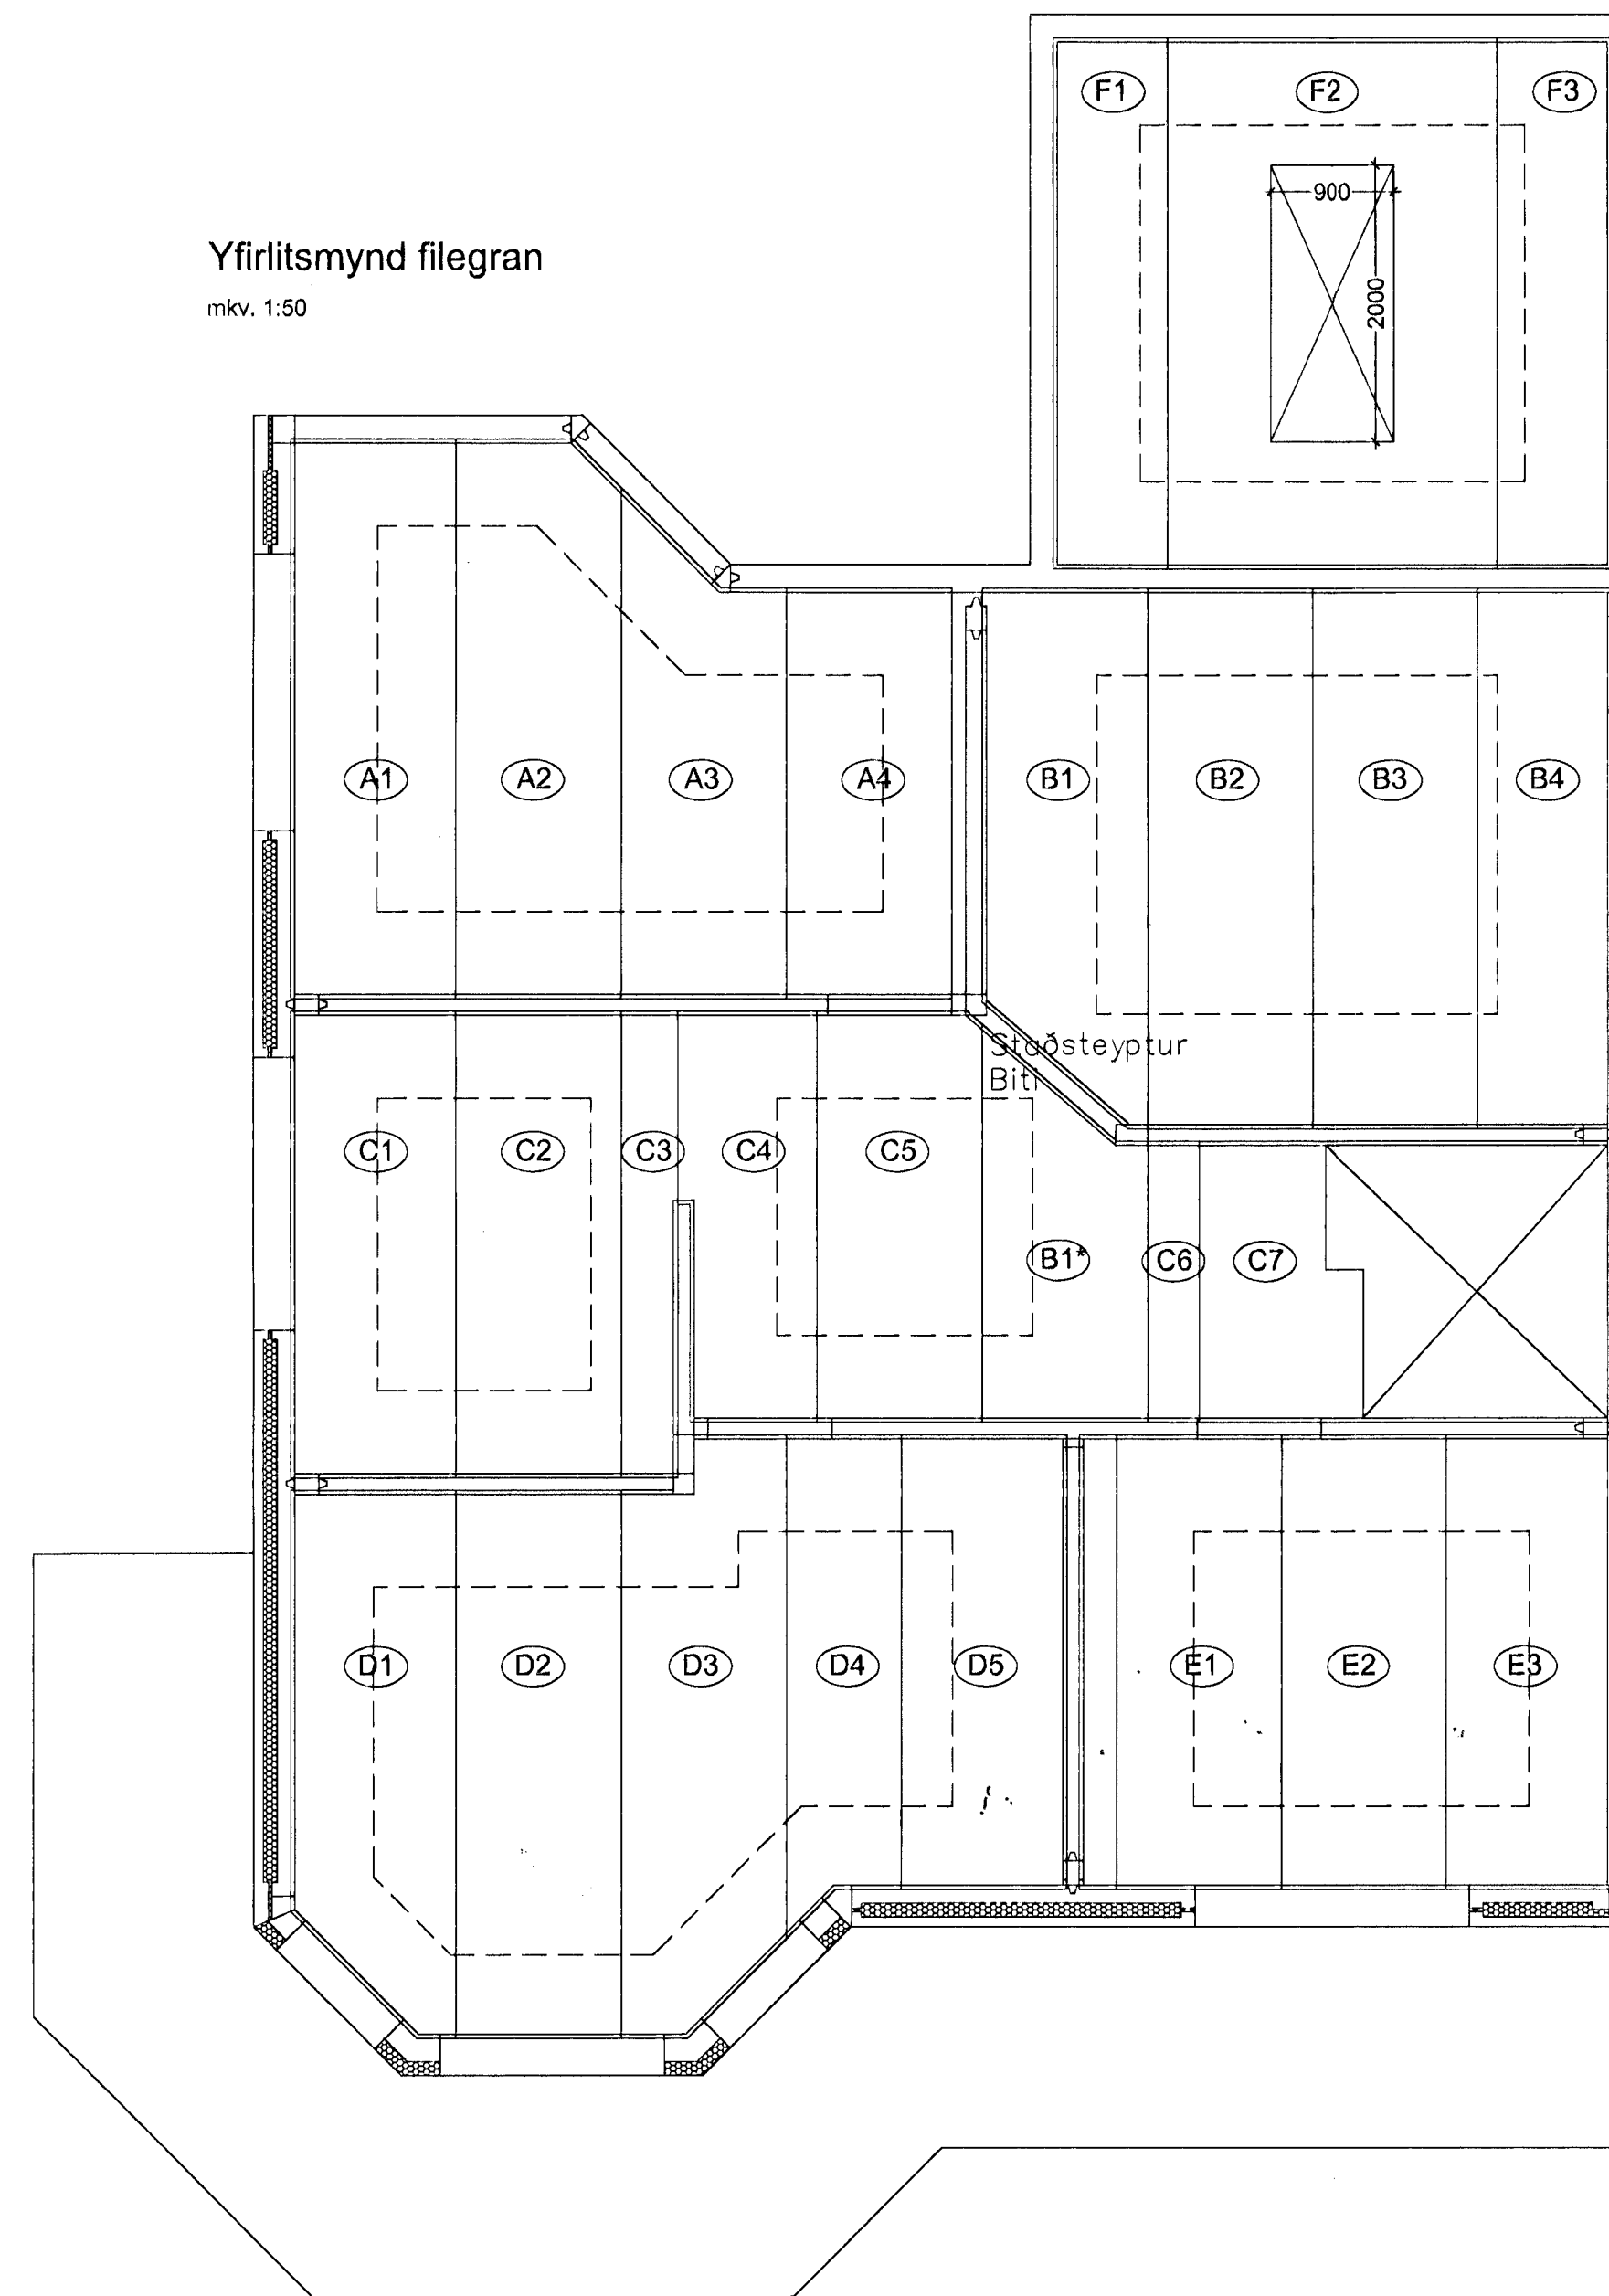 F1 F2 F3
900
2000
Yfirlitsmynd filegran
mkv. 1:50
A1 A2 A3 A4 B1 B2 B3 B4
Staðsteyptur
Biti
C1 C2 C3 C4 C5
B1* C6 C7
D1 D2 D3 D4 D5 E1 E2 E3